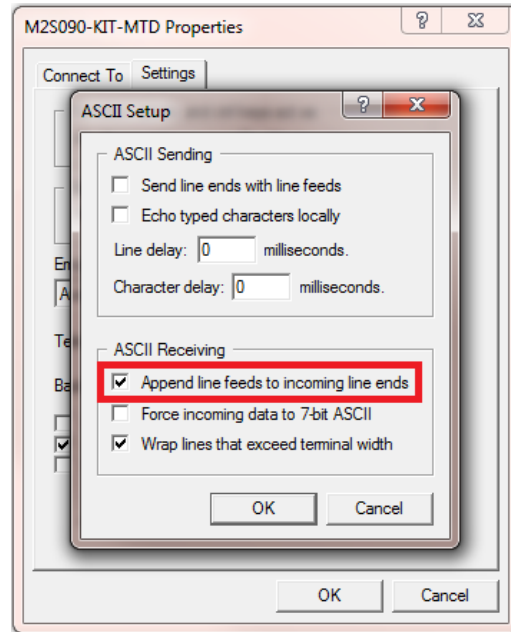 M2S090-KIT-MTD Properties
Connect To Settings
ASCII Setup
ASCII Sending
Send line ends with line feeds
Echo typed characters locally
Line delay: 0 milliseconds.
Character delay: 0 milliseconds.
ASCII Receiving
Append line feeds to incoming line ends
Force incoming data to 7-bit ASCII
Wrap lines that exceed terminal width
OK Cancel
OK Cancel